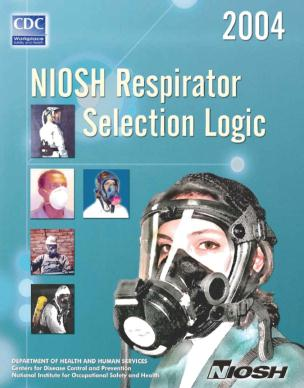 CDC
Workplace
Safety and Health
2004
NIOSH Respirator
Selection Logic
DEPARTMENT OF HEALTH AND HUMAN SERVICES
Centers for Disease Control and Prevention
National Institute for Occupational Safety and Health
NIOSH